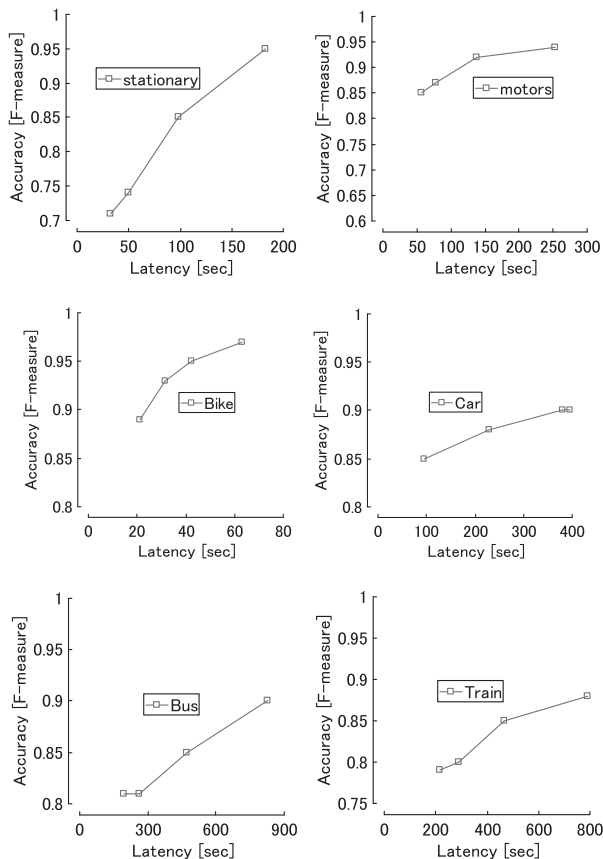 1
0.95
0.9
0.85
0.8
0.75
0.7
Accuracy [F-measure]
stationary
0 50 100 150 200
Latency [sec]
1
0.95
0.9
0.85
0.8
0.75
0.7
0.65
0.6
Accuracy [F-measure]
motors
0 50 100 150 200 250 300
Latency [sec]
1
0.95
0.9
0.85
0.8
Accuracy [F-measure]
Bike
0 20 40 60 80
Latency [sec]
1
0.95
0.9
0.85
0.8
Accuracy [F-measure]
Car
0 100 200 300 400
Latency [sec]
1
0.95
0.9
0.85
0.8
Accuracy [F-measure]
Bus
0 300 600 900
Latency [sec]
1
0.95
0.9
0.85
0.8
0.75
Accuracy [F-measure]
Train
0 200 400 600 800
Latency [sec]